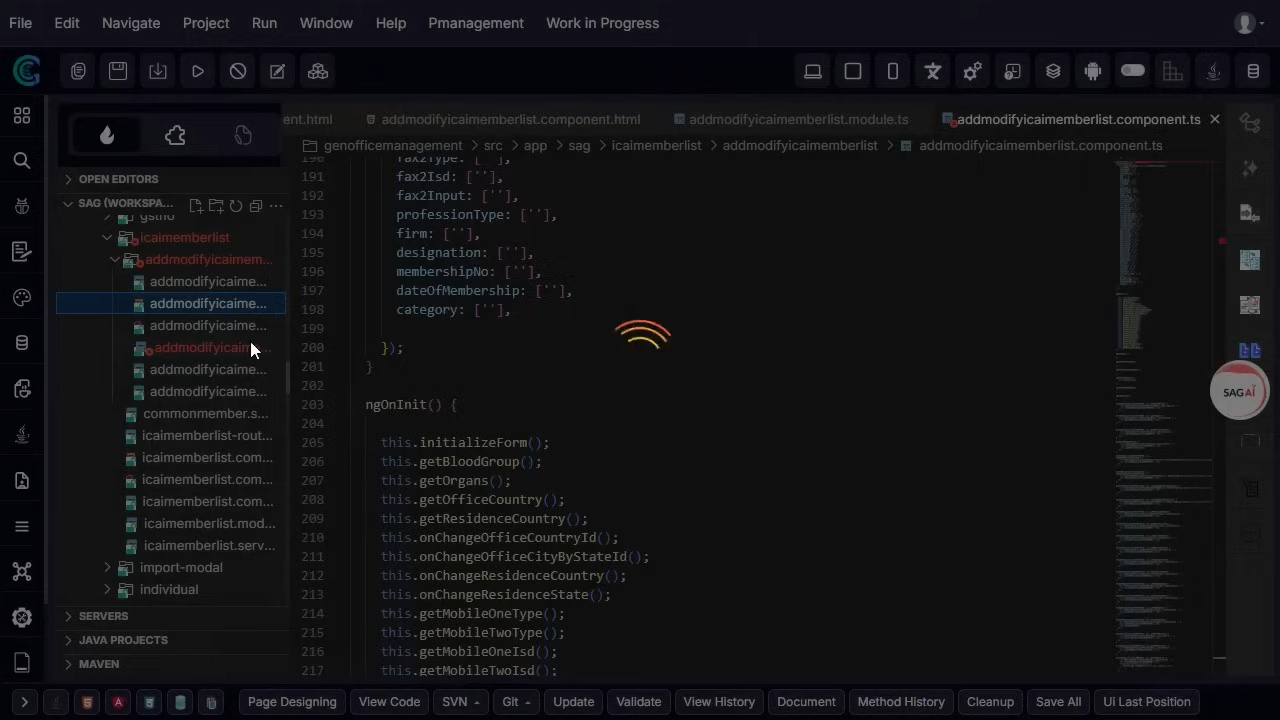 File Edit Navigate Project Run Window Help Pmanagement Work in Progress
ent.html addmodifyicaimemberlist.component.html addmodifyicaimemberlist.module.ts addmodifyicaimemberlist.component.ts
genofficemanagement src app sag icaimemberlist addmodifyicaimemberlist addmodifyicaimemberlist.component.ts
OPEN EDITORS
SAG (WORKSPA...
gstno
icaimemberlist
addmodifyicaimem...
addmodifyicaime...
addmodifyicaime...
addmodifyicaime...
addmodifyicaim...
addmodifyicaime...
addmodifyicaime...
commonmember.s...
icaimemberlist-rout...
icaimemberlist.com...
icaimemberlist.com...
icaimemberlist.com...
icaimemberlist.mod...
icaimemberlist.serv...
import-modal
individual
SERVERS
JAVA PROJECTS
MAVEN
190 fax2Type: [''],
191 fax2Isd: [''],
192 fax2Input: [''],
193 professionType: [''],
194 firm: [''],
195 designation: [''],
196 membershipNo: [''],
197 dateOfMembership: [''],
198 category: [''],
199
200 });
201 }
202
203 ngOnInit() {
204
205 this.initializeForm();
206 this.getBloodGroup();
207 this.getOrgans();
208 this.getOfficeCountry();
209 this.getResidenceCountry();
210 this.onChangeOfficeCountryId();
211 this.onChangeOfficeCityByStateId();
212 this.onChangeResidenceCountry();
213 this.onChangeResidenceState();
214 this.getMobileOneType();
215 this.getMobileTwoType();
216 this.getMobileOneIsd();
217 this.getMobileTwoIsd();
SAG AI
Page Designing View Code SVN Git Update Validate View History Document Method History Cleanup Save All Ui Last Position